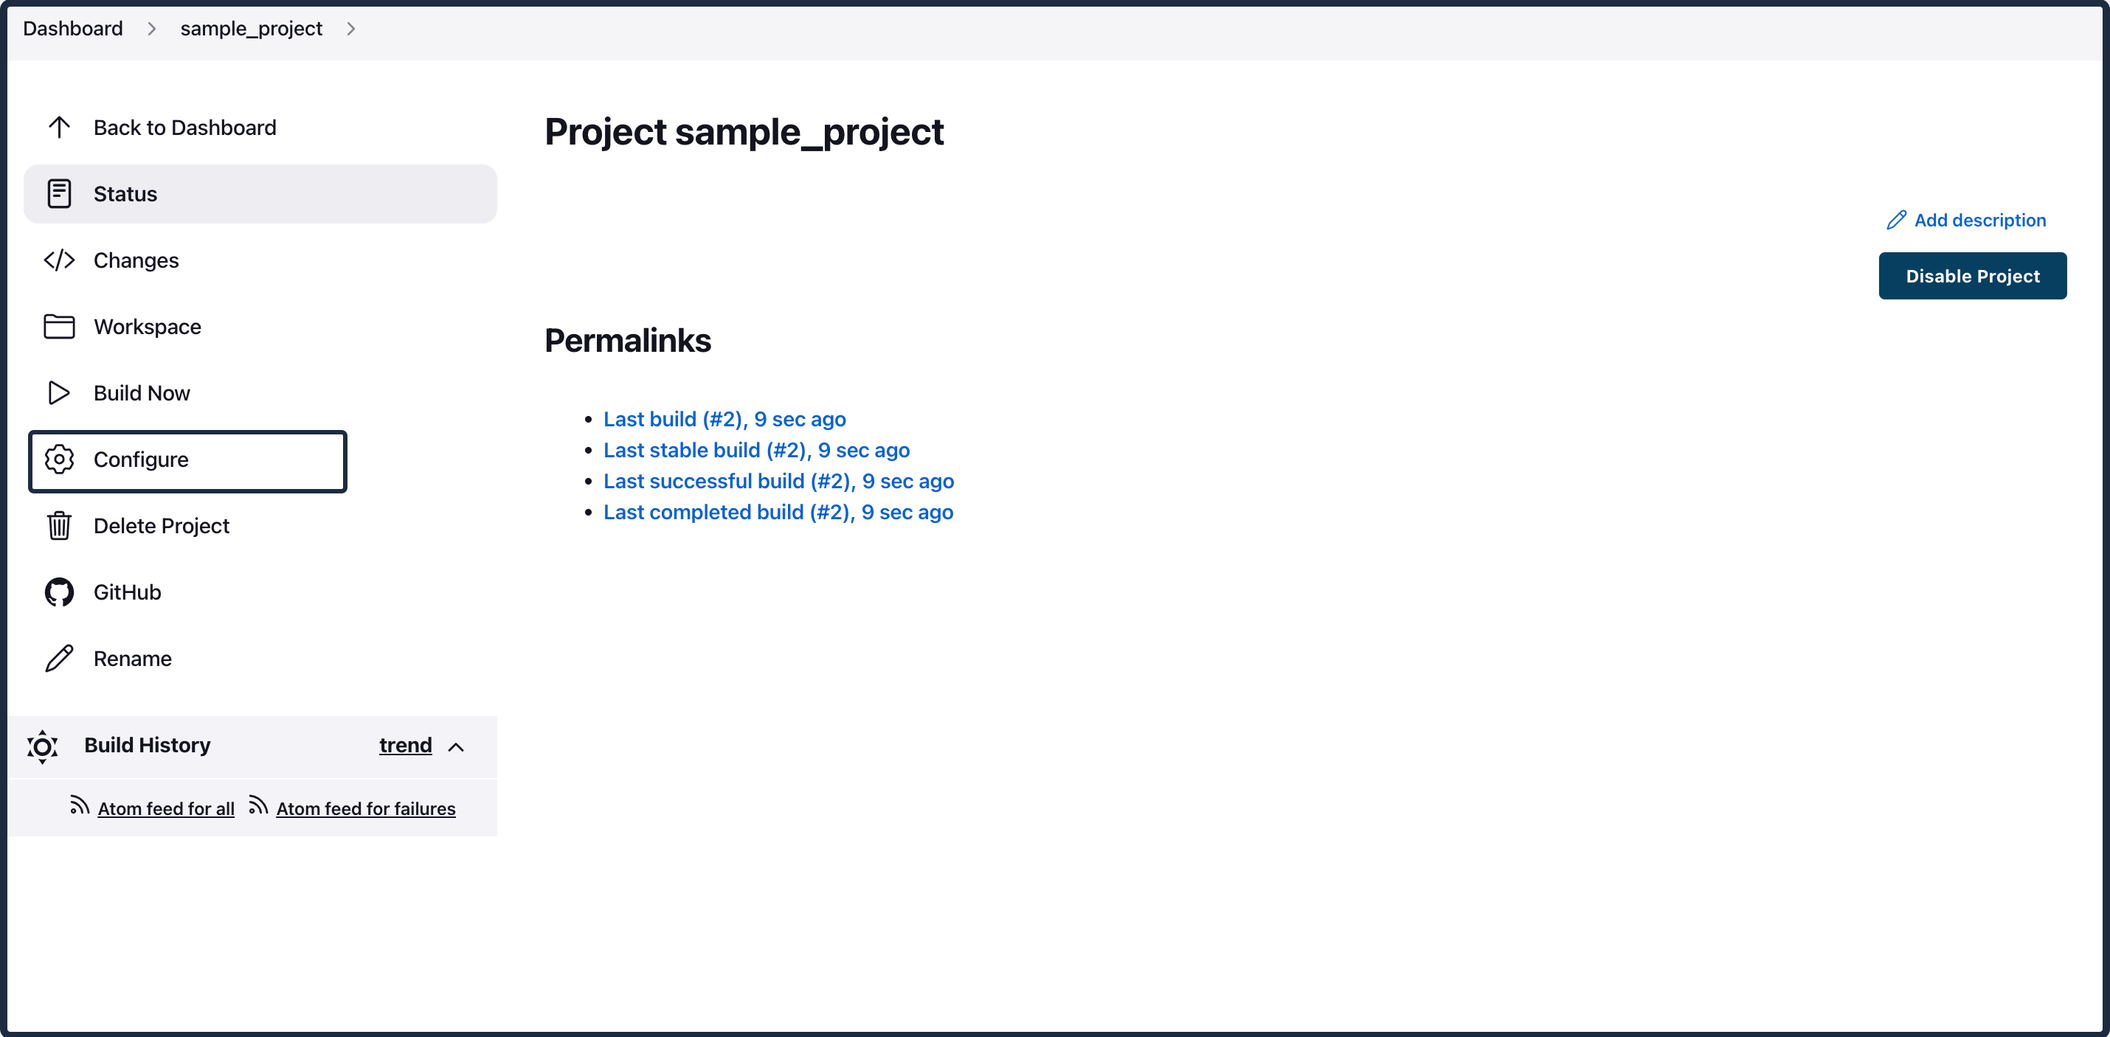 Dashboard
sample_project
Back to Dashboard
Status
Changes
Workspace
Build Now
Configure
Delete Project
GitHub
Rename
Build History trend
Atom feed for all Atom feed for failures
Project sample_project
Add description
Disable Project
Permalinks
Last build (#2), 9 sec ago
Last stable build (#2), 9 sec ago
Last successful build (#2), 9 sec ago
Last completed build (#2), 9 sec ago